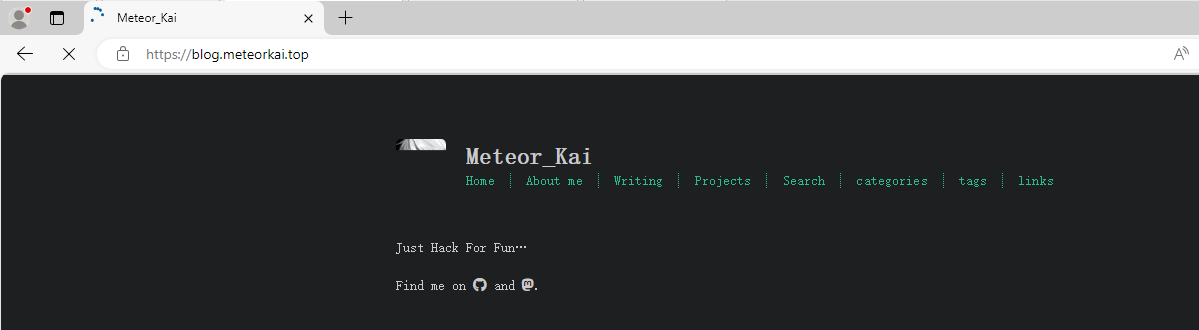 Meteor_Kai
https://blog.meteorkai.top
Meteor_Kai
Home About me Writing Projects Search categories tags links
Just Hack For Fun…
Find me on and .